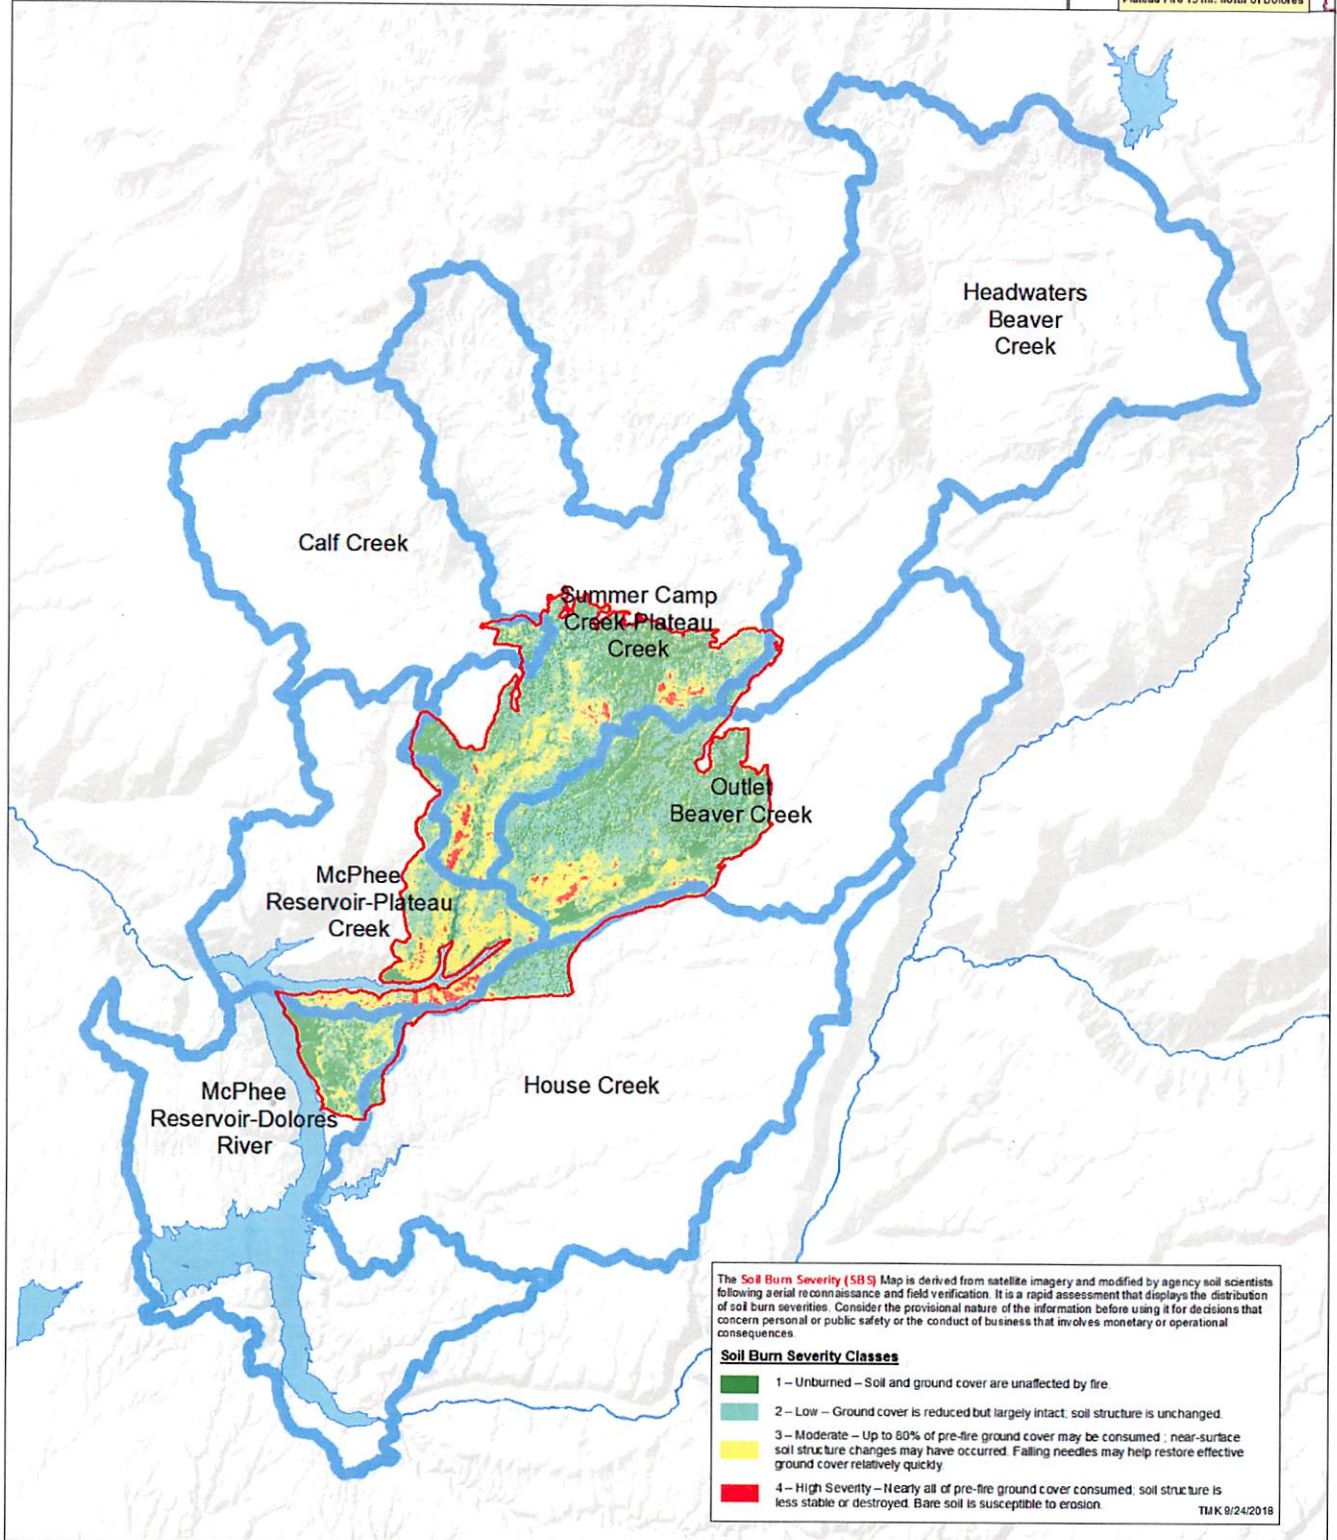 Plateau Fire 15 mi. north of Dolores
Headwaters
Beaver
Creek
Calf Creek
Summer Camp
Creek-Plateau
Creek
Outlet
Beaver Creek
McPhee
Reservoir-Plateau
Creek
McPhee
Reservoir-Dolores
River
House Creek
The Soil Burn Severity (SBS) Map is derived from satellite imagery and modified by agency soil scientists
following aerial reconnaissance and field verification. It is a rapid assessment that displays the distribution
of soil burn severities. Consider the provisional nature of the information before using it for decisions that
concern personal or public safety or the conduct of business that involves monetary or operational
consequences.
Soil Burn Severity Classes
1 – Unburned – Soil and ground cover are unaffected by fire.
2 – Low – Ground cover is reduced but largely intact; soil structure is unchanged.
3 – Moderate – Up to 80% of pre-fire ground cover may be consumed ; near-surface
soil structure changes may have occurred. Falling needles may help restore effective
ground cover relatively quickly.
4 – High Severity – Nearly all of pre-fire ground cover consumed; soil structure is
less stable or destroyed. Bare soil is susceptible to erosion.
TMK 9/24/2018